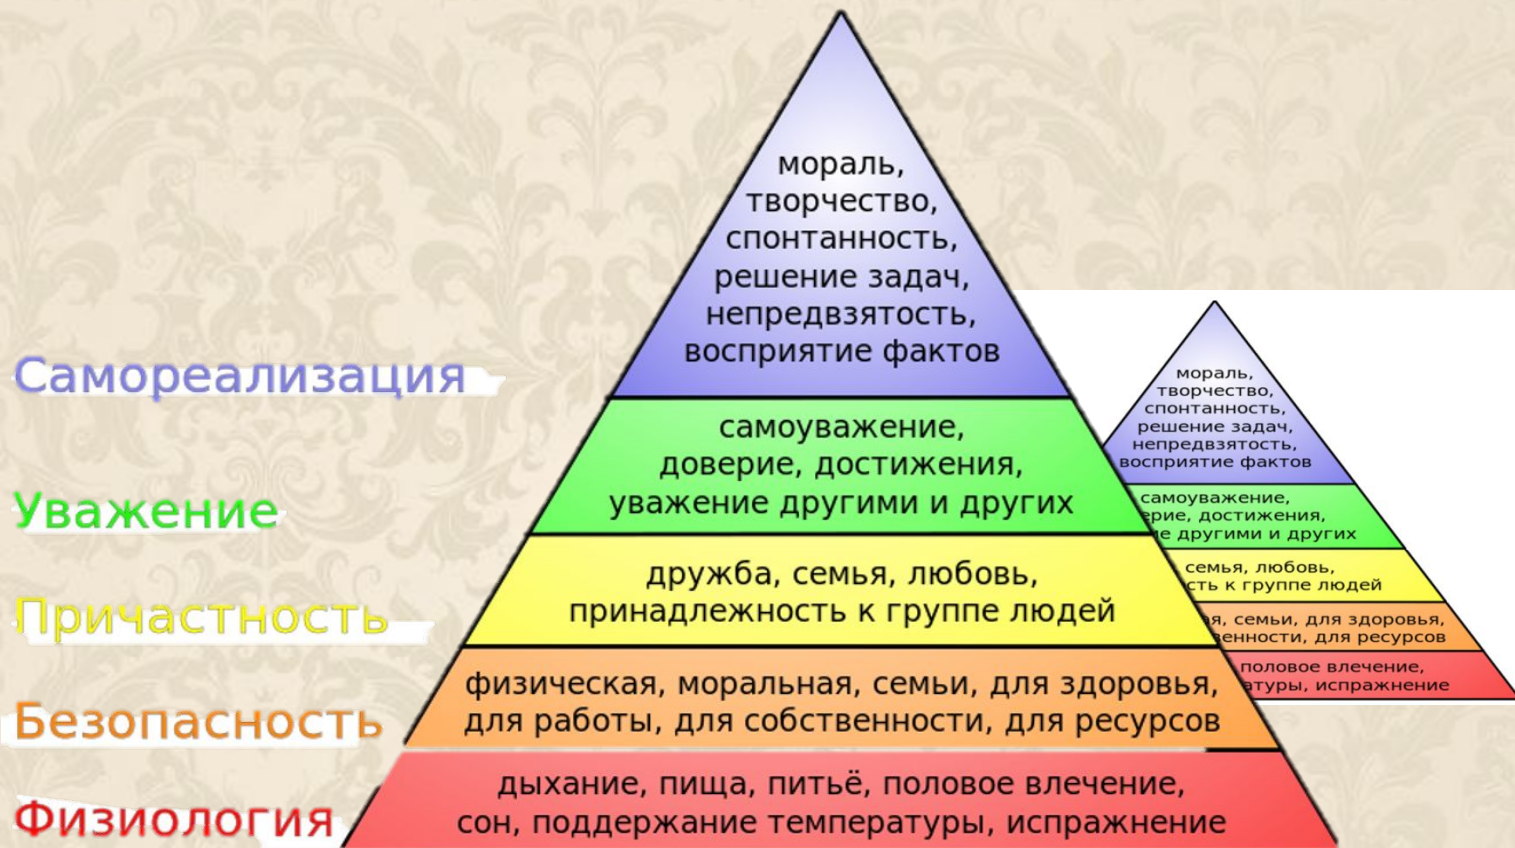 мораль,
творчество,
спонтанность,
решение задач,
непредвзятость,
восприятие фактов
Самореализация
самоуважение,
доверие, достижения,
уважение другими и других
Уважение
дружба, семья, любовь,
принадлежность к группе людей
Причастность
физическая, моральная, семьи, для здоровья,
для работы, для собственности, для ресурсов
Безопасность
дыхание, пища, питьё, половое влечение,
сон, поддержание температуры, испражнение
Физиология
мораль,
творчество,
спонтанность,
решение задач,
непредвзятость,
восприятие фактов
самоуважение,
достижения,
другими и других
семья, любовь,
к группе людей
семьи, для здоровья,
для ресурсов
половое влечение,
испражнение